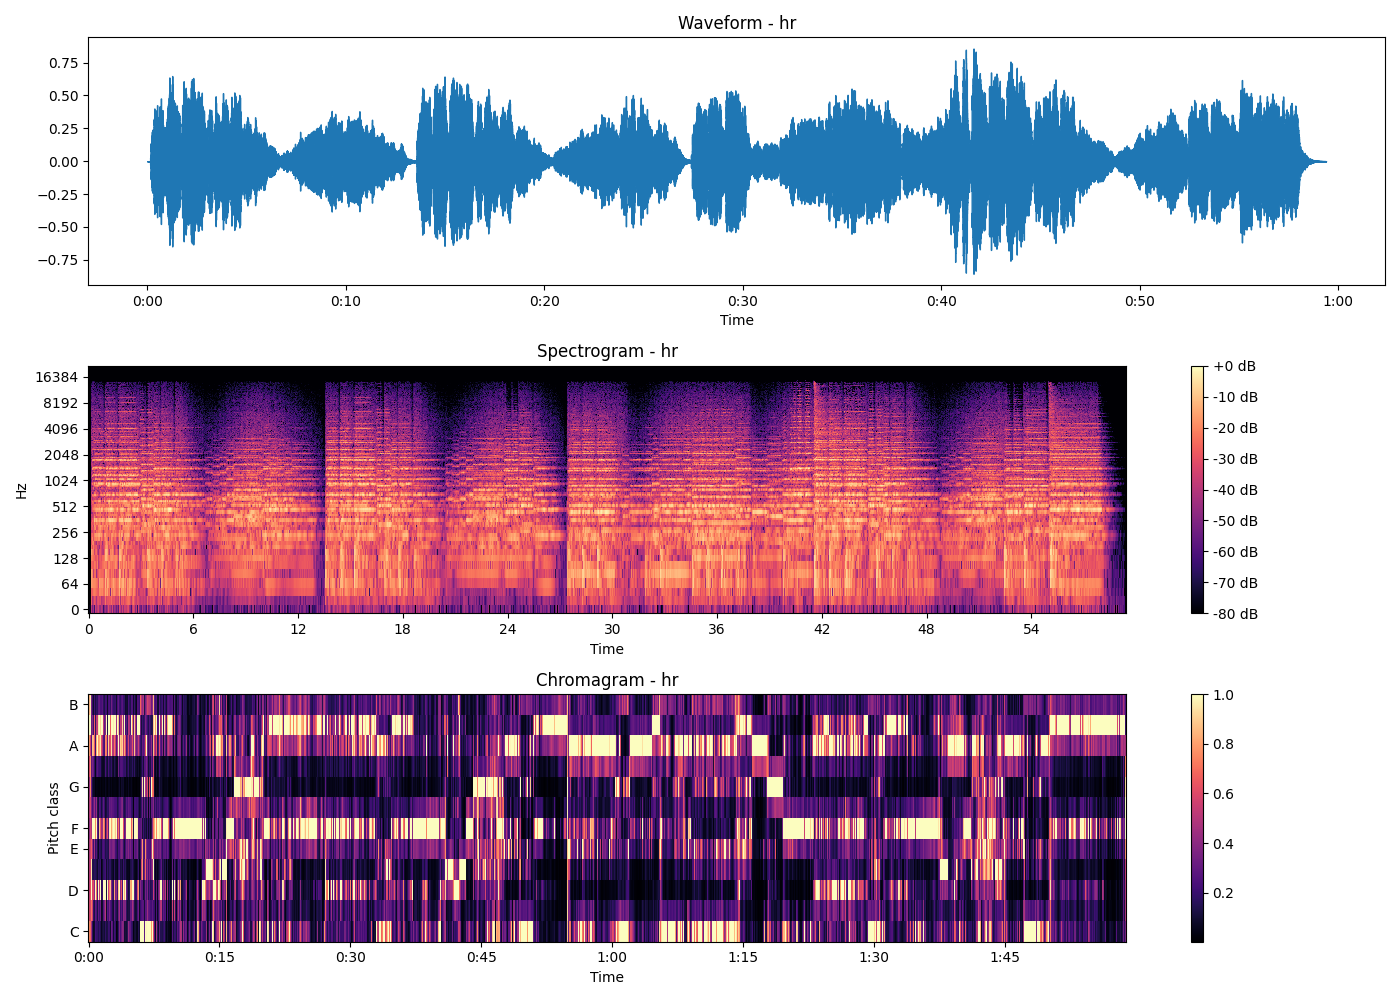 Waveform - hr
0.75
0.50
0.25
0.00
−0.25
−0.50
−0.75
0:00 0:10 0:20 0:30 0:40 0:50 1:00
Time
Spectrogram - hr
Hz
16384
8192
4096
2048
1024
512
256
128
64
0
0 6 12 18 24 30 36 42 48 54
Time
+0 dB
-10 dB
-20 dB
-30 dB
-40 dB
-50 dB
-60 dB
-70 dB
-80 dB
Chromagram - hr
Pitch class
B
A
G
F
E
D
C
0:00 0:15 0:30 0:45 1:00 1:15 1:30 1:45
Time
1.0
0.8
0.6
0.4
0.2